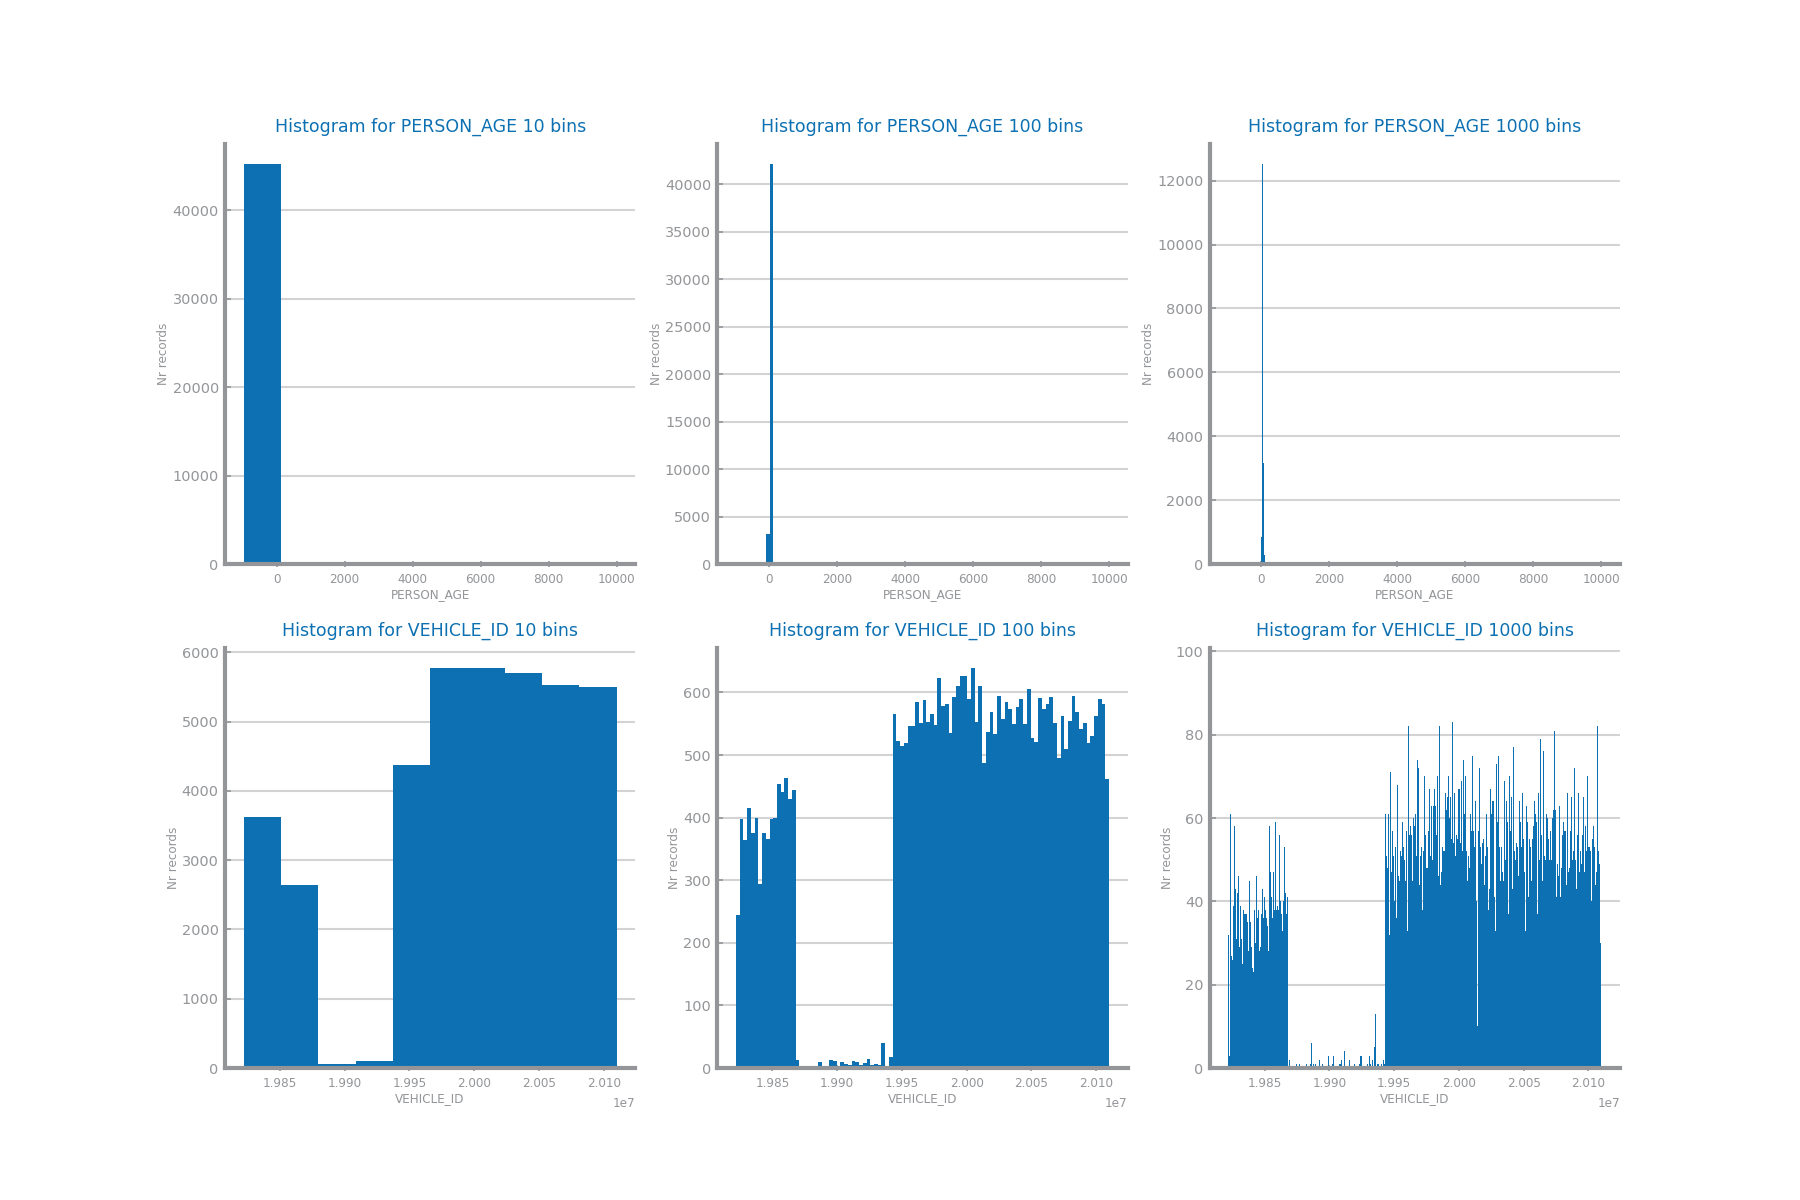 Histogram for PERSON_AGE 10 bins
40000
30000
20000
10000
0
Nr records
0 2000 4000 6000 8000 10000
PERSON_AGE
Histogram for PERSON_AGE 100 bins
40000
35000
30000
25000
20000
15000
10000
5000
0
Nr records
0 2000 4000 6000 8000 10000
PERSON_AGE
Histogram for PERSON_AGE 1000 bins
12000
10000
8000
6000
4000
2000
0
Nr records
0 2000 4000 6000 8000 10000
PERSON_AGE
Histogram for VEHICLE_ID 10 bins
6000
5000
4000
3000
2000
1000
0
Nr records
1.985 1.990 1.995 2.000 2.005 2.010
VEHICLE_ID
1e7
Histogram for VEHICLE_ID 100 bins
600
500
400
300
200
100
0
Nr records
1.985 1.990 1.995 2.000 2.005 2.010
VEHICLE_ID
1e7
Histogram for VEHICLE_ID 1000 bins
100
80
60
40
20
0
Nr records
1.985 1.990 1.995 2.000 2.005 2.010
VEHICLE_ID
1e7